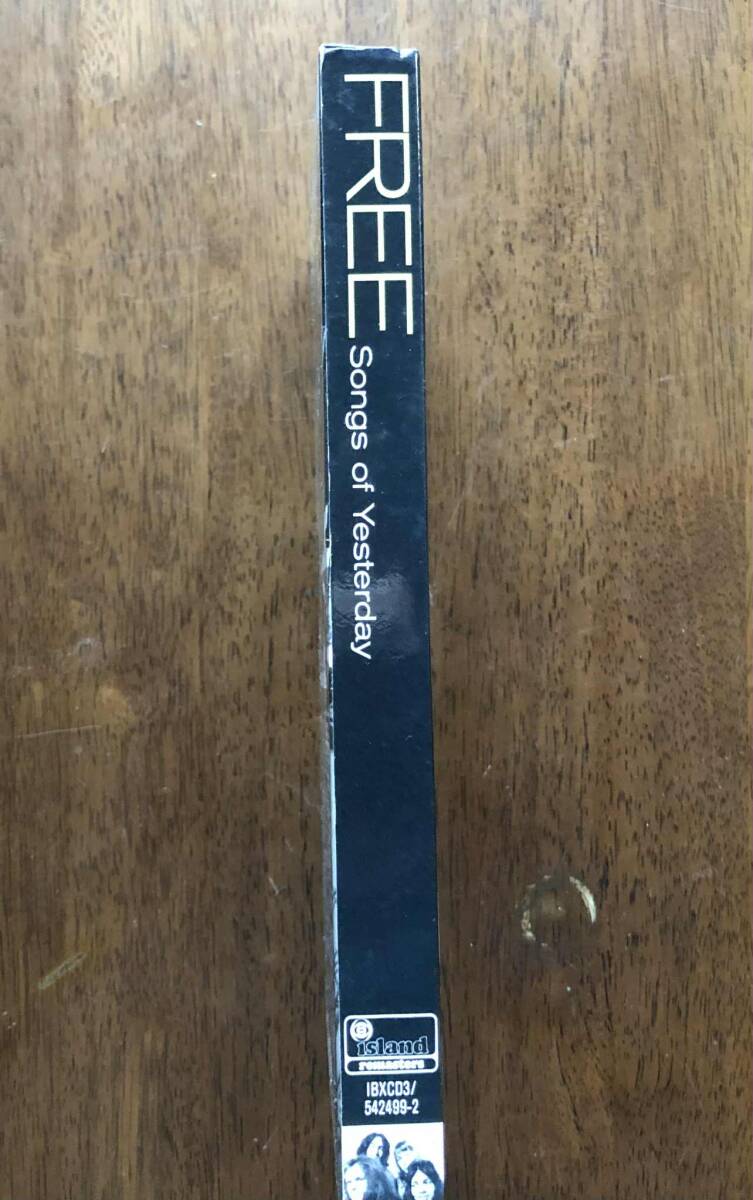 FREE Songs of Yesterday
island
remasters
IBXCD3/
542499-2